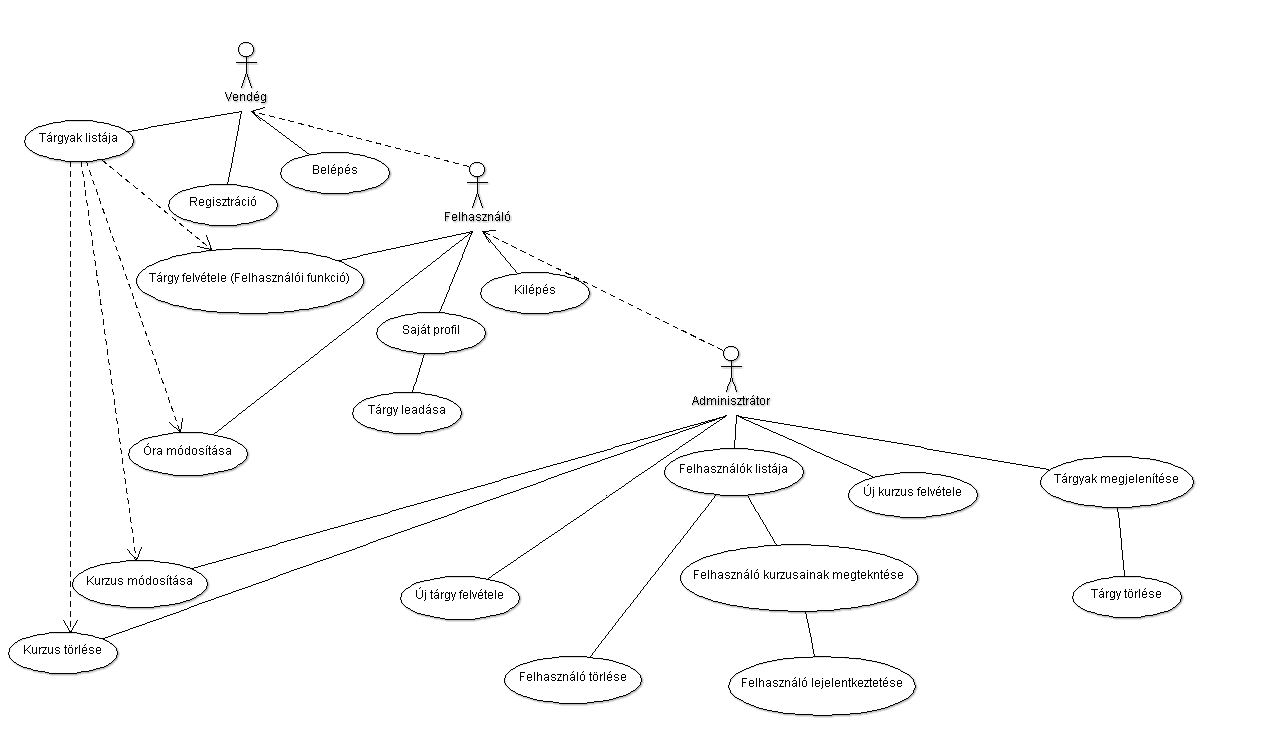 Vendég
Tárgyak listája
Belépés
Regisztráció
Felhasználó
Tárgy felvétele (Felhasználói funkció)
Kilépés
Saját profil
Tárgy leadása
Adminisztrátor
Óra módosítása
Felhasználók listája
Tárgyak megjelenítése
Új kurzus felvétele
Kurzus módosítása
Felhasználó kurzusainak megtekntése
Új tárgy felvétele
Tárgy törlése
Kurzus törlése
Felhasználó törlése
Felhasználó lejelentkeztetése